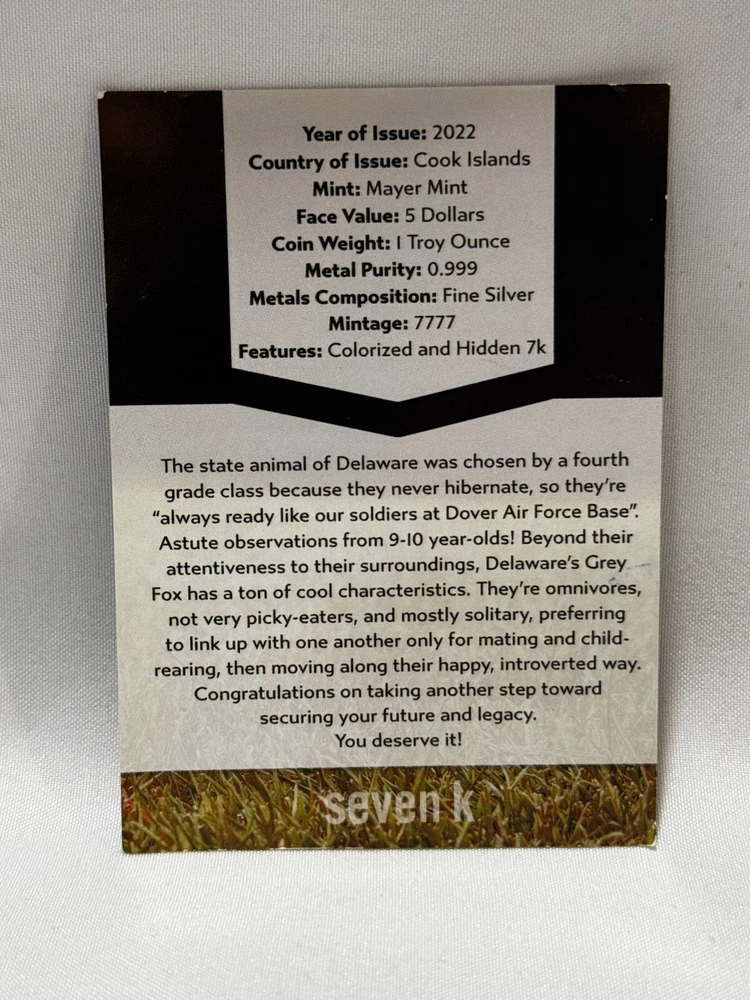 Year of Issue: 2022
Country of Issue: Cook Islands
Mint: Mayer Mint
Face Value: 5 Dollars
Coin Weight: 1 Troy Ounce
Metal Purity: 0.999
Metals Composition: Fine Silver
Mintage: 7777
Features: Colorized and Hidden 7k
The state animal of Delaware was chosen by a fourth
grade class because they never hibernate, so they're
"always ready like our soldiers at Dover Air Force Base".
Astute observations from 9-10 year-olds! Beyond their
attentiveness to their surroundings, Delaware's Grey
Fox has a ton of cool characteristics. They're omnivores,
not very picky-eaters, and mostly solitary, preferring
to link up with one another only for mating and child-
rearing, then moving along their happy, introverted way.
Congratulations on taking another step toward
securing your future and legacy.
You deserve it!
seven k